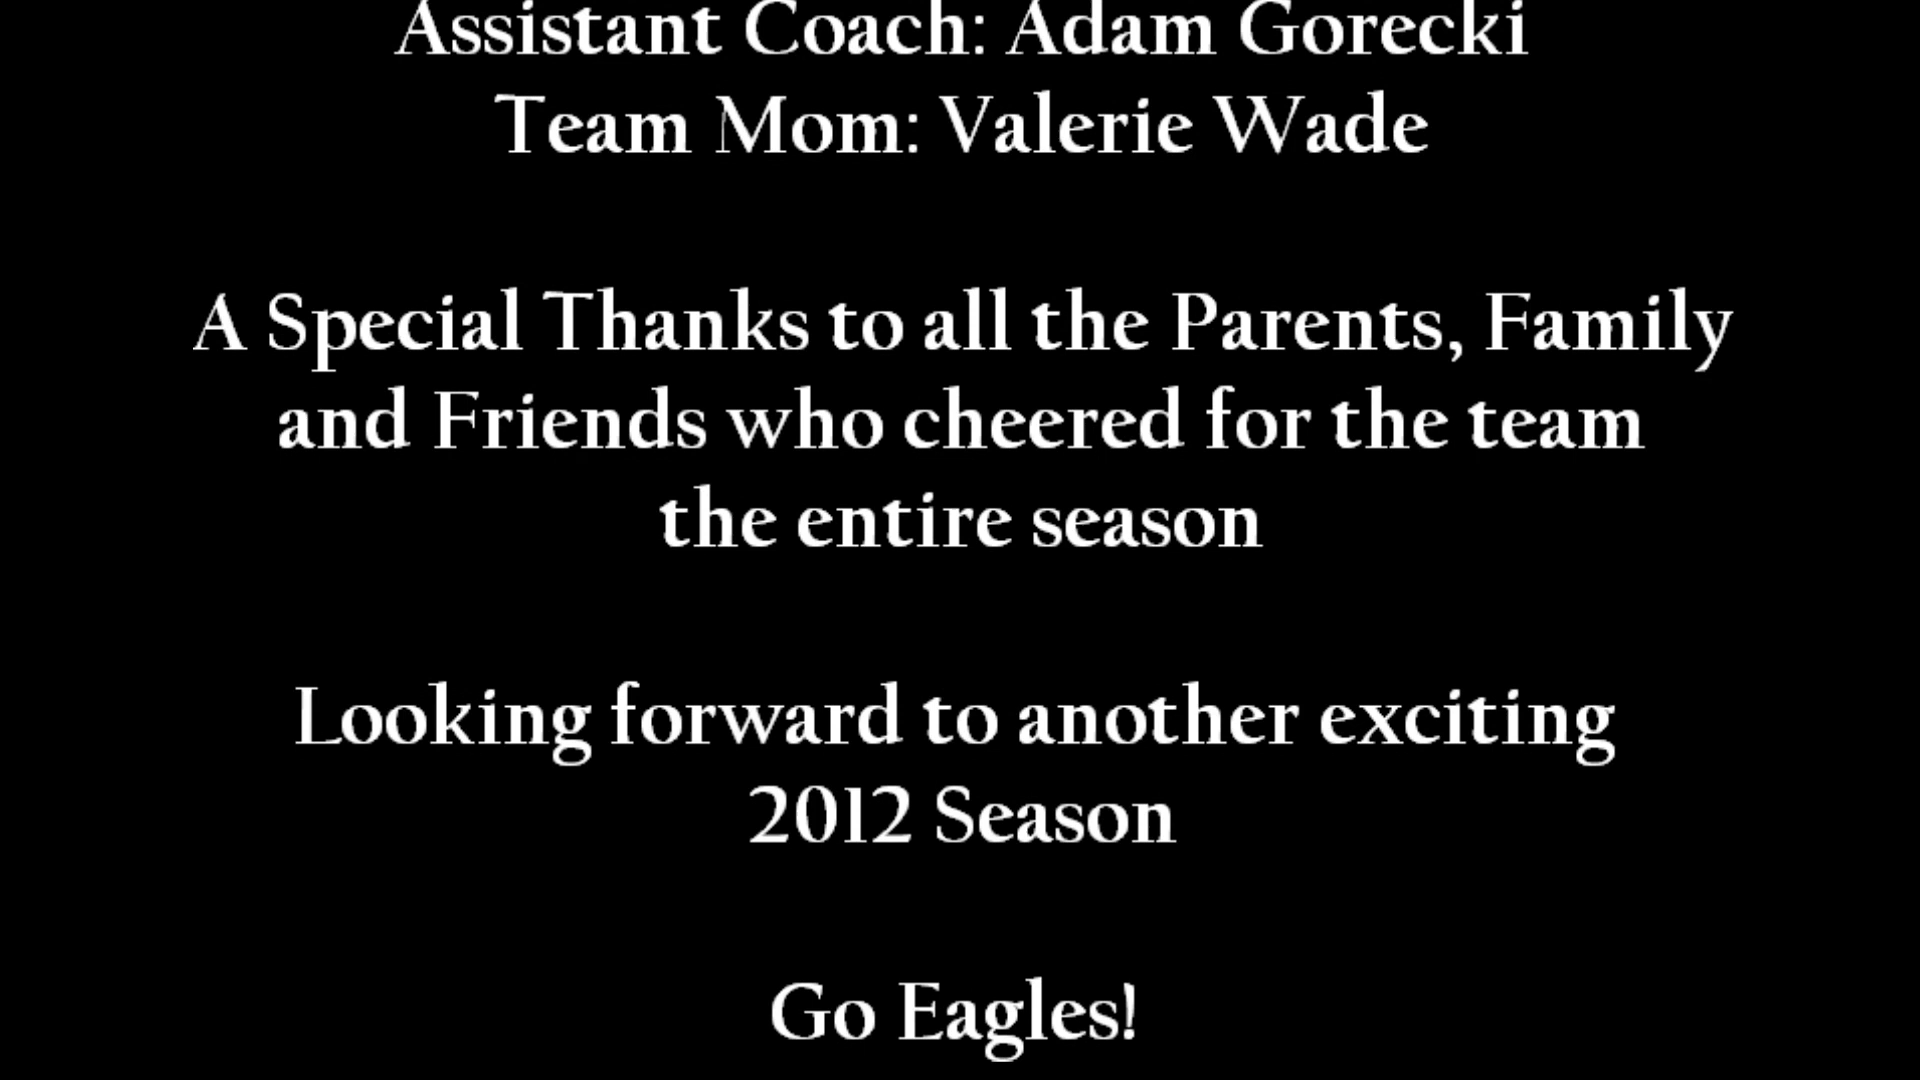 Assistant Coach: Adam Gorecki
Team Mom: Valerie Wade
A Special Thanks to all the Parents, Family
and Friends who cheered for the team
the entire season
Looking forward to another exciting
2012 Season
Go Eagles!